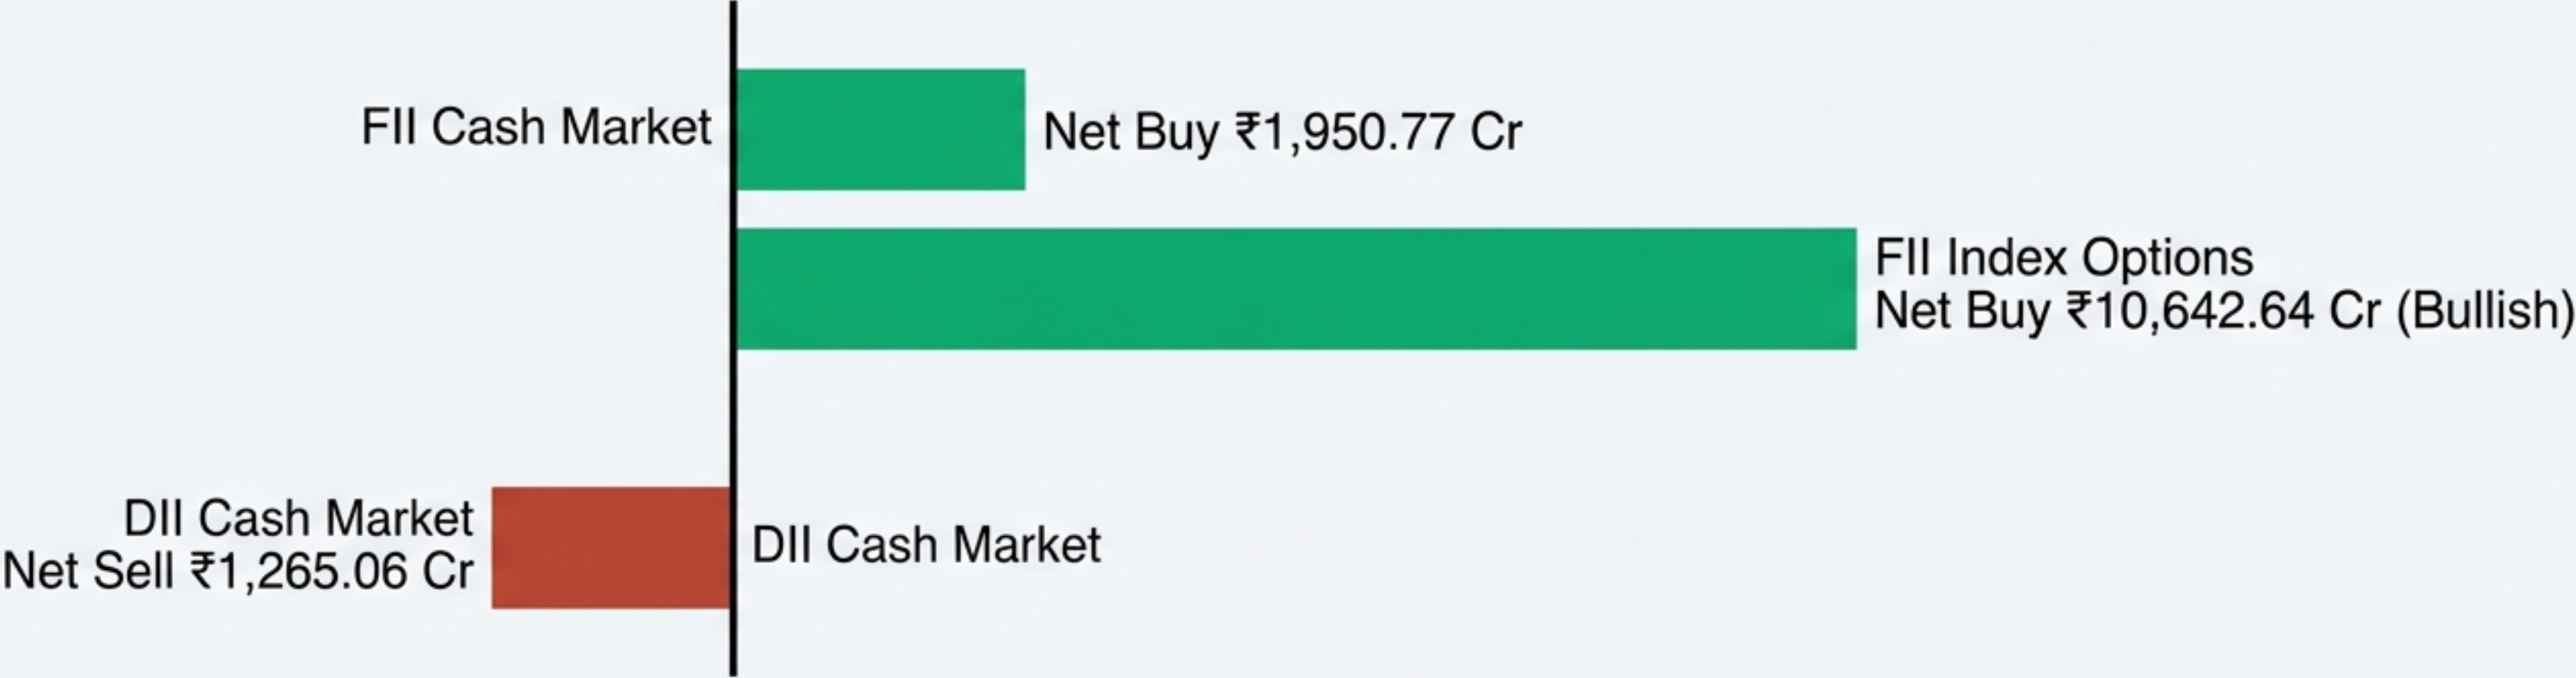 FII Cash Market
Net Buy ₹1,950.77 Cr
FII Index Options
Net Buy ₹10,642.64 Cr (Bullish)
DII Cash Market
Net Sell ₹1,265.06 Cr
DII Cash Market